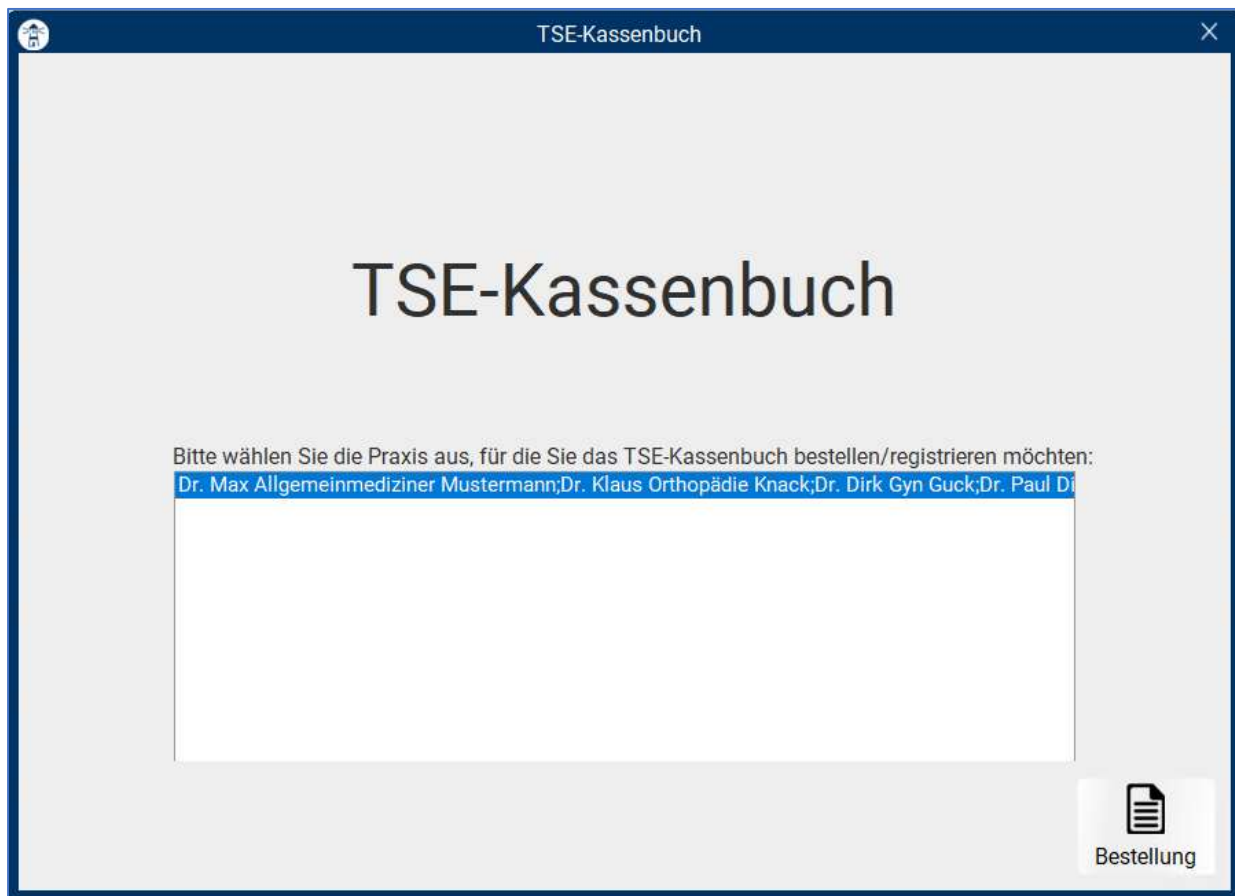 TSE-Kassenbuch
TSE-Kassenbuch
Bitte wählen Sie die Praxis aus, für die Sie das TSE-Kassenbuch bestellen/registrieren möchten:
Dr. Max Allgemeinmediziner Mustermann;Dr. Klaus Orthopädie Knack;Dr. Dirk Gyn Guck;Dr. Paul
Bestellung